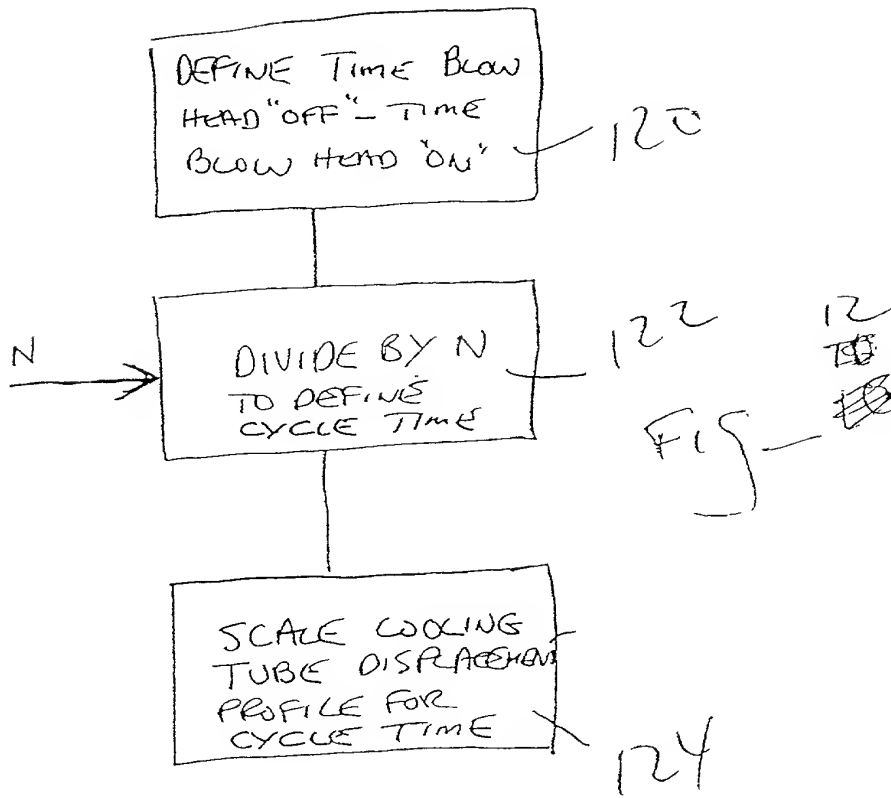 DEFINE TIME BLOW
HEAD "OFF" - TIME
BLOW HEAD "ON"
120
N
DIVIDE BY N
TO DEFINE
CYCLE TIME
122
12
Fig
SCALE COOLING
TUBE DISPLACEMENT
PROFILE FOR
CYCLE TIME
124